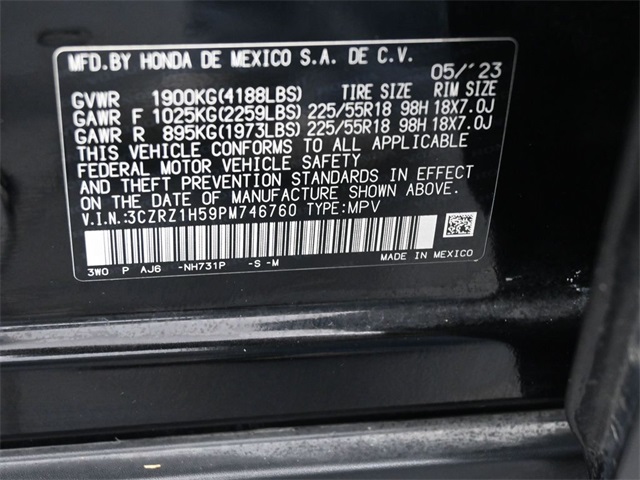 MFD.BY HONDA DE MEXICO S.A. DE C.V.
05/'23
GVWR 1900KG(4188LBS) TIRE SIZE RIM SIZE
GAWR F 1025KG(2259LBS) 225/55R18 98H 18X7.0J
GAWR R 895KG(1973LBS) 225/55R18 98H 18X7.0J
THIS VEHICLE CONFORMS TO ALL APPLICABLE
FEDERAL MOTOR VEHICLE SAFETY
AND THEFT PREVENTION STANDARDS IN EFFECT
ON THE DATE OF MANUFACTURE SHOWN ABOVE.
V.I.N.:3CZRZ1H59PM746760 TYPE:MPV
3W0 P AJ6 -NH731P -S -M
MADE IN MEXICO